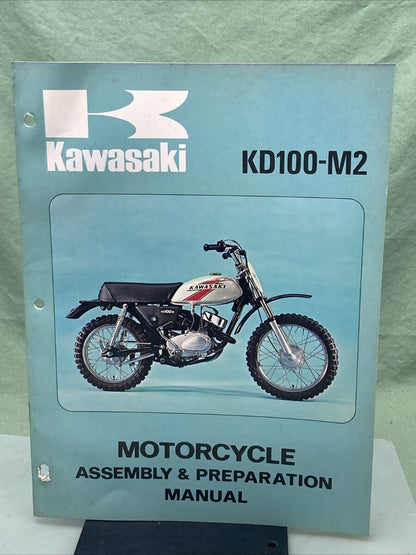 Kawasaki
KD100-M2
KAWASAKI
MOTORCYCLE
ASSEMBLY & PREPARATION
MANUAL